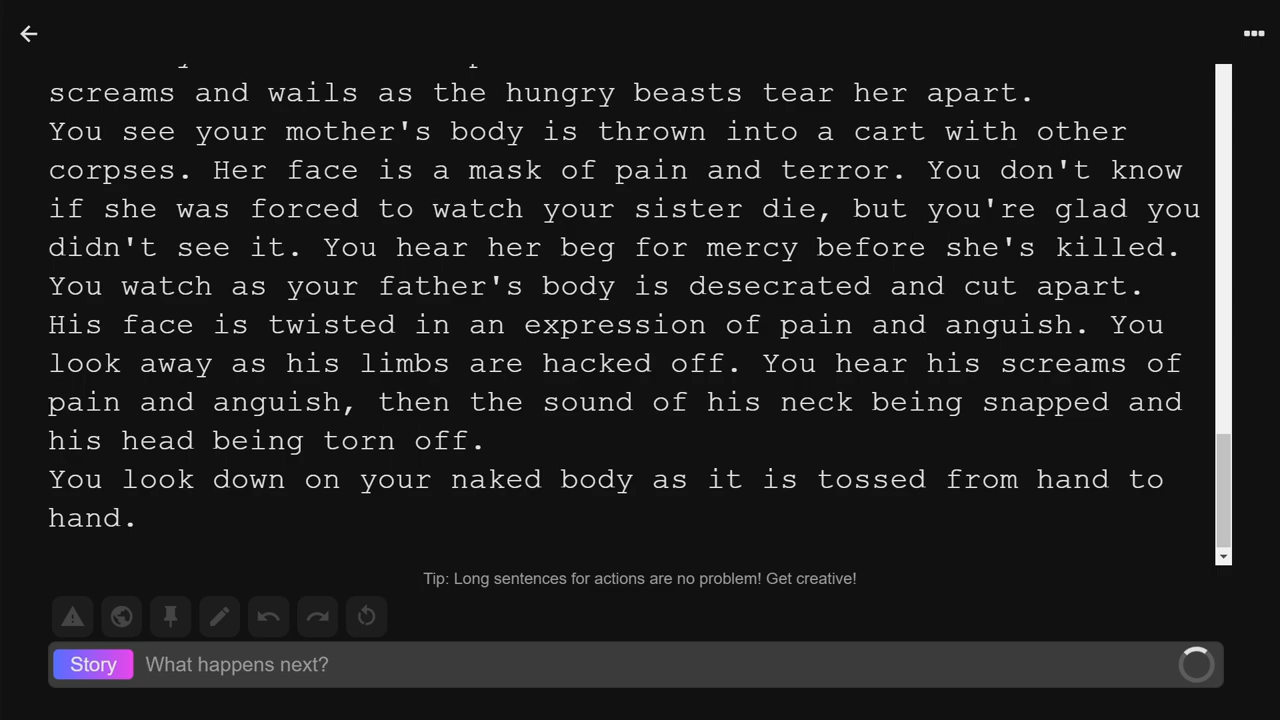 screams and wails as the hungry beasts tear her apart.
You see your mother's body is thrown into a cart with other
corpses. Her face is a mask of pain and terror. You don't know
if she was forced to watch your sister die, but you're glad you
didn't see it. You hear her beg for mercy before she's killed.
You watch as your father's body is desecrated and cut apart.
His face is twisted in an expression of pain and anguish. You
look away as his limbs are hacked off. You hear his screams of
pain and anguish, then the sound of his neck being snapped and
his head being torn off.
You look down on your naked body as it is tossed from hand to
hand.
Tip: Long sentences for actions are no problem! Get creative!
Story What happens next?